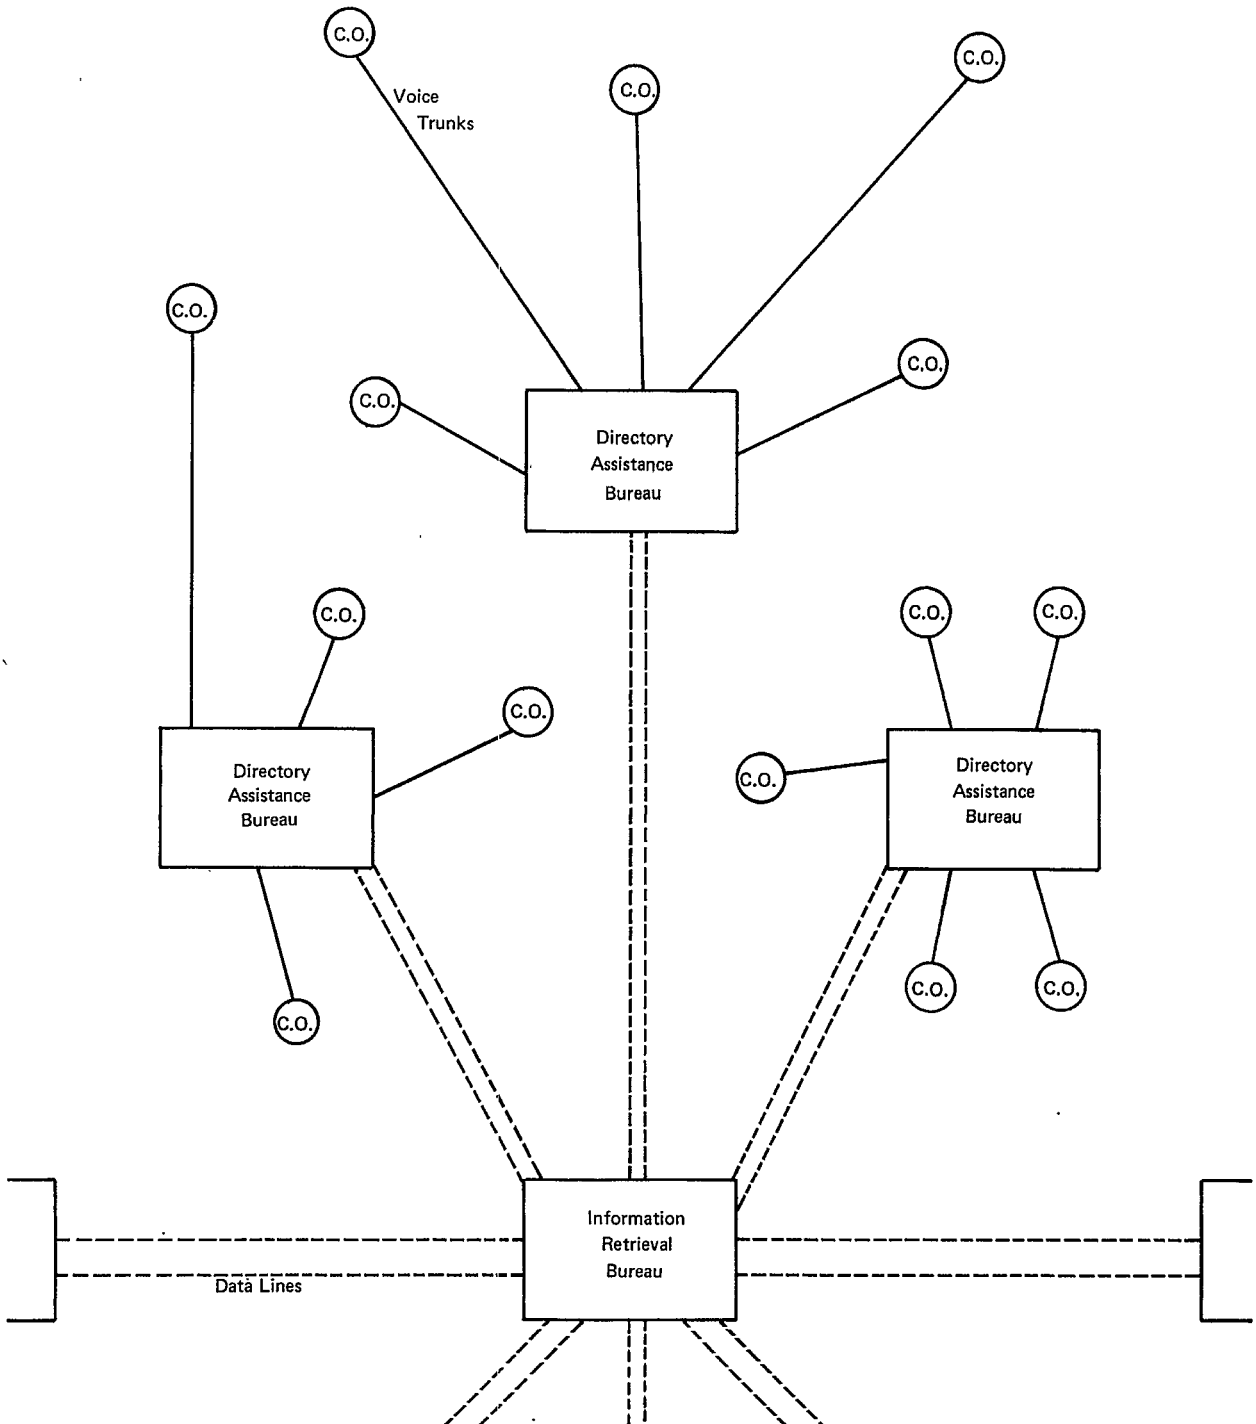 C.O.
C.O.
C.O.
Voice
Trunks
C.O.
C.O.
C.O.
Directory
Assistance
Bureau
C.O.
C.O.
C.O.
C.O.
C.O.
Directory
Assistance
Bureau
Directory
Assistance
Bureau
C.O.
C.O.
C.O.
C.O.
Information
Retrieval
Bureau
Data Lines